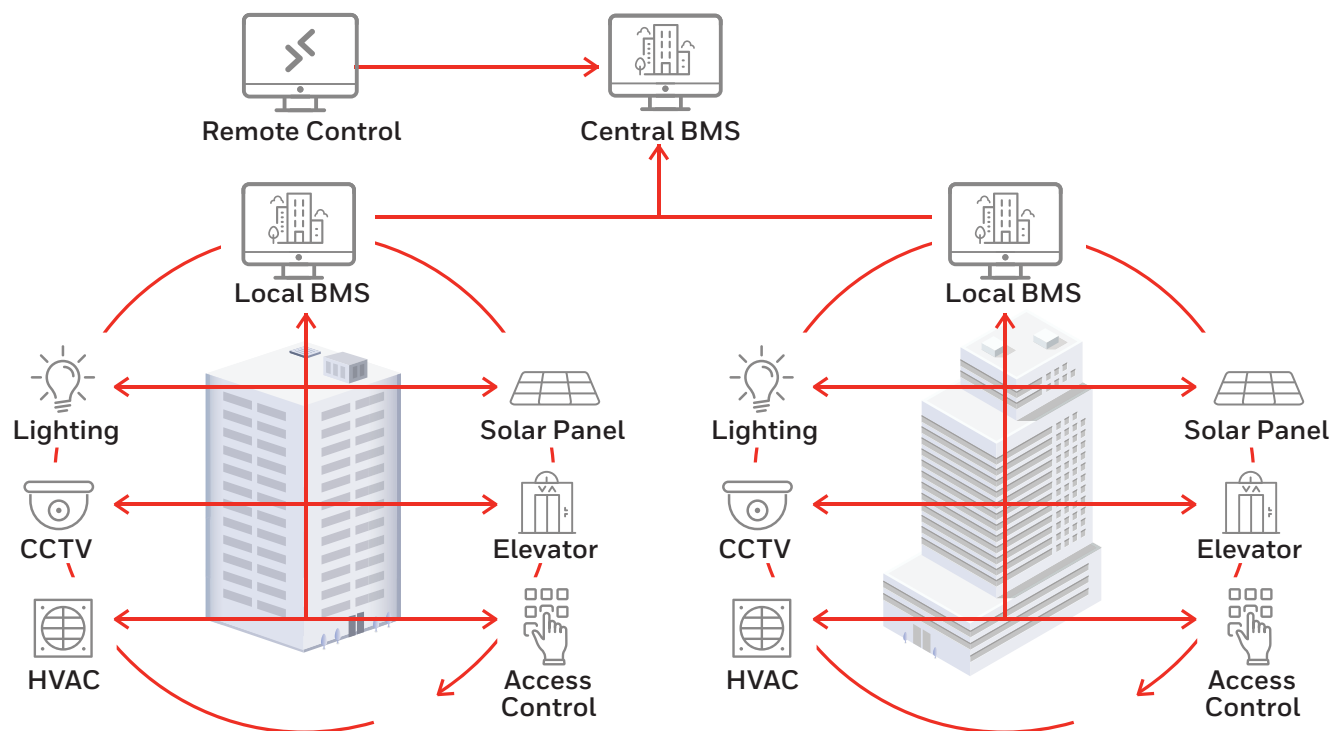 Remote Control
Central BMS
Local BMS
Local BMS
Lighting
Solar Panel
Lighting
Solar Panel
CCTV
Elevator
CCTV
Elevator
HVAC
Access
Control
HVAC
Access
Control